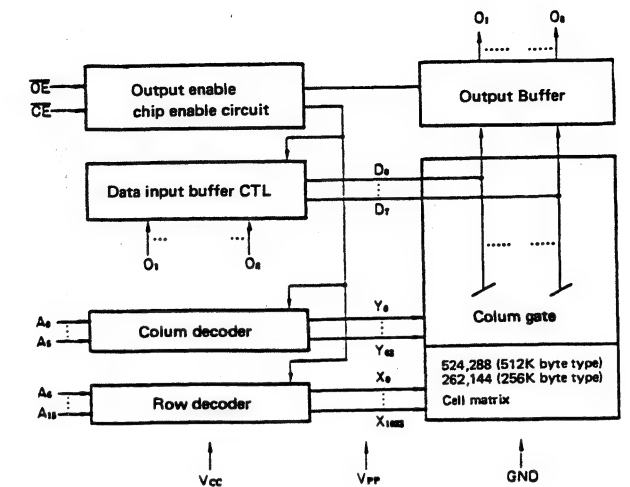 O₁ ...... O₈
O̅E̅
C̅E̅
Output enable
chip enable circuit
Output Buffer
Data input buffer CTL
D₀
D₇
O₁ ... ... O₈
......
Colum gate
A₀
A₅
Colum decoder
Y₀
Y₆₃
524,288 (512K byte type)
262,144 (256K byte type)
Cell matrix
A₆
A₁₅
Row decoder
X₀
X₁₀₂₃
Vcc
Vpp
GND